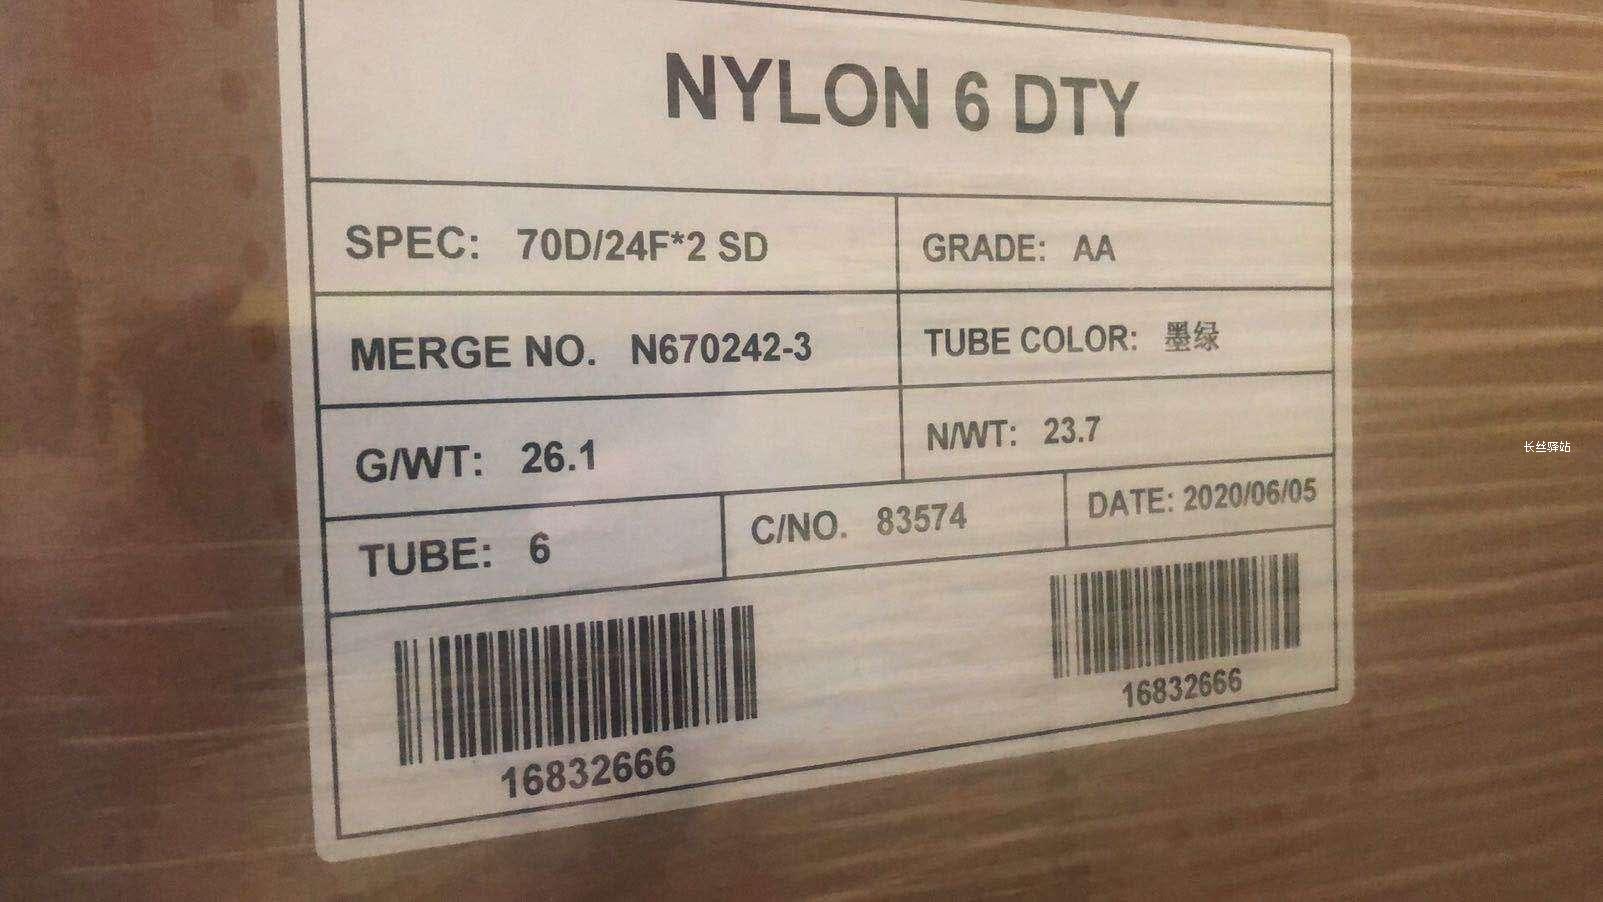 NYLON 6 DTY
SPEC: 70D/24F*2 SD
GRADE: AA
MERGE NO. N670242-3
TUBE COLOR: 墨绿
G/WT: 26.1
N/WT: 23.7
TUBE: 6
C/NO. 83574
DATE: 2020/06/05
16832666
16832666
长丝驿站